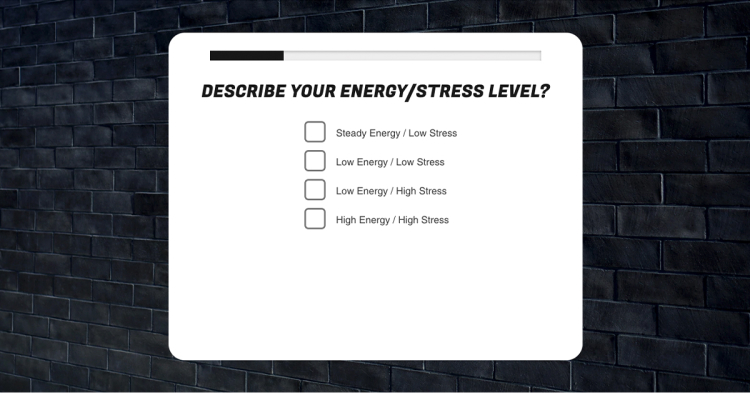 DESCRIBE YOUR ENERGY/STRESS LEVEL?
Steady Energy / Low Stress
Low Energy / Low Stress
Low Energy / High Stress
High Energy / High Stress